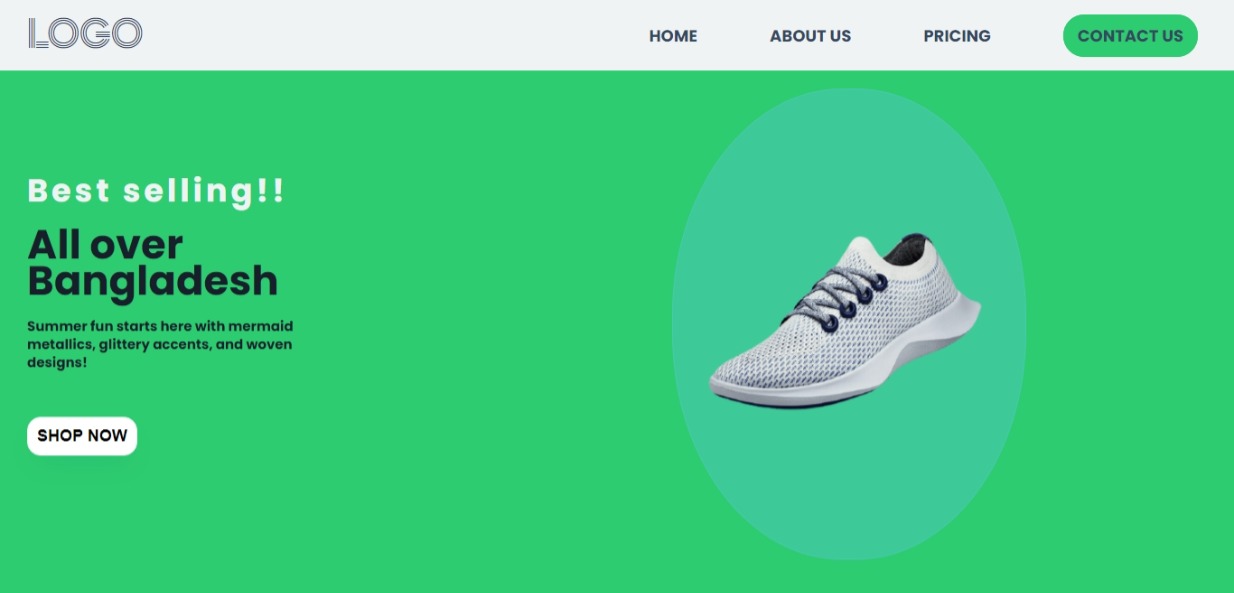 LOGO
HOME
ABOUT US
PRICING
CONTACT US
Best selling!!
All over
Bangladesh
Summer fun starts here with mermaid
metallics, glittery accents, and woven
designs!
SHOP NOW